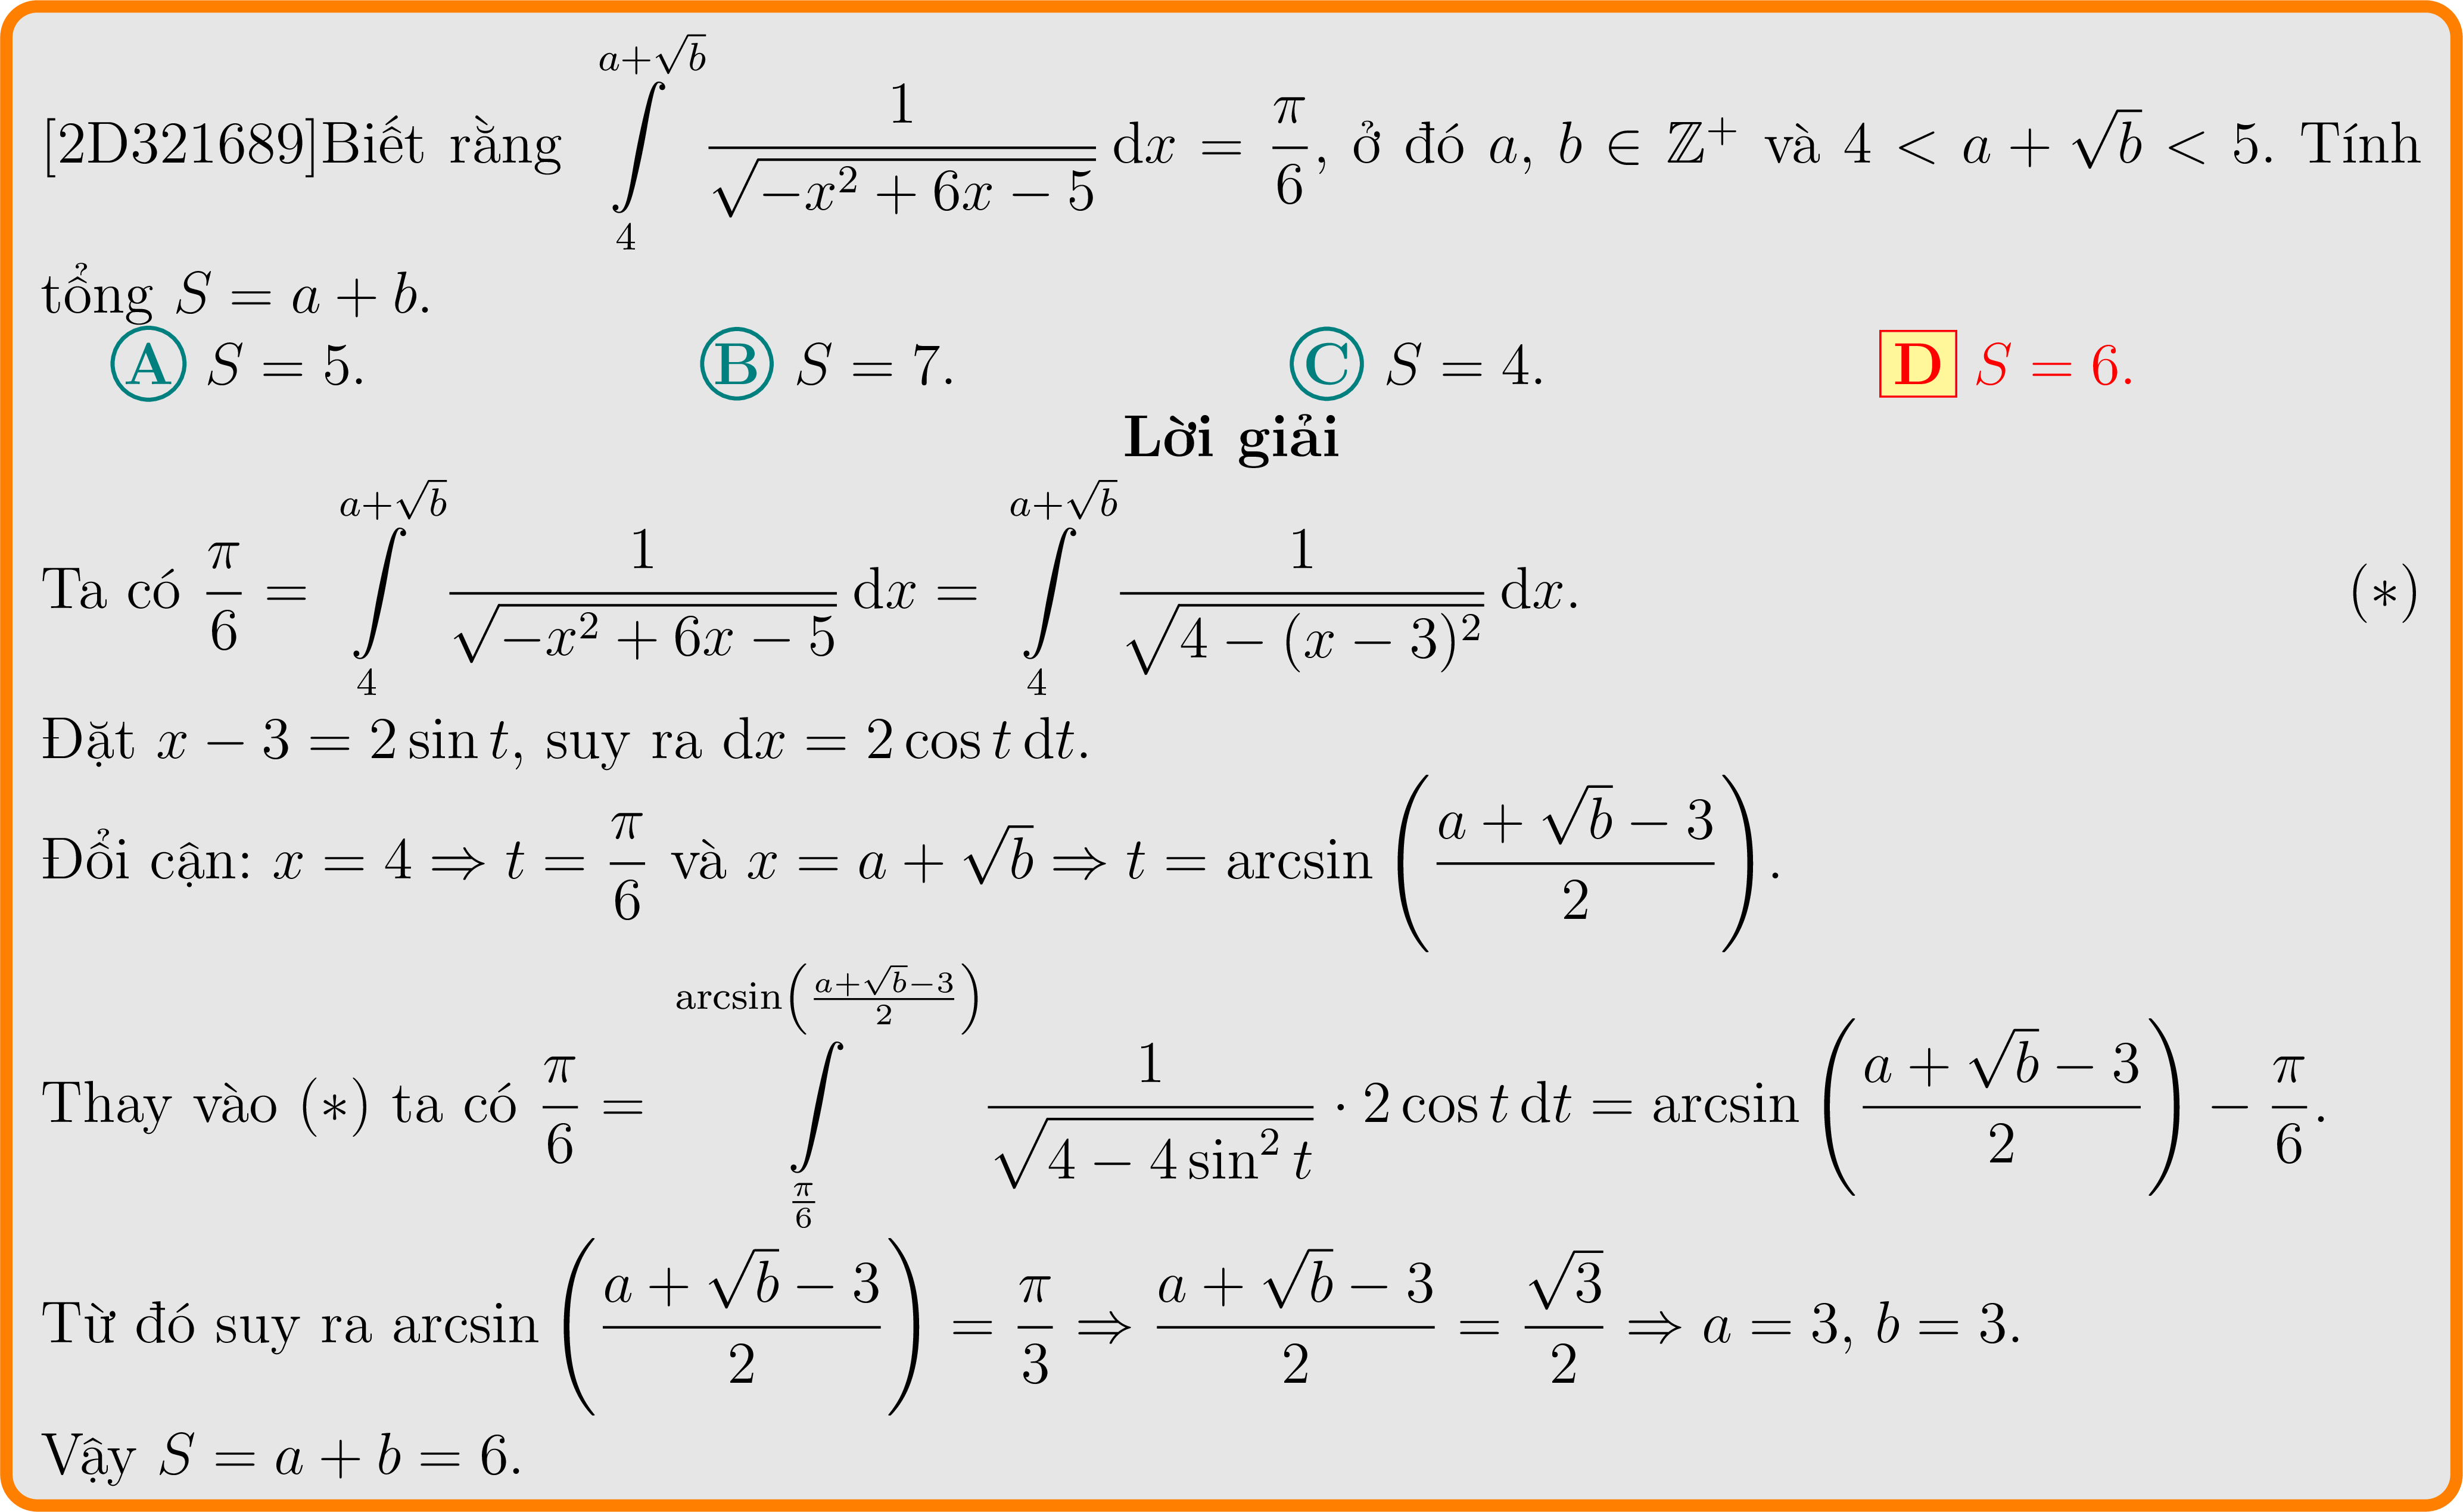 [2D321689]Biết rằng $\int\limits_{4}^{a+\sqrt{b}} \frac{1}{\sqrt{-x^2+6x-5}}\,\mathrm{d}x = \frac{\pi}{6}$, ở đó $a$, $b \in \mathbb{Z}^+$ và $4 < a + \sqrt{b} < 5$. Tính
tổng $S = a + b$.
A $S = 5$. B $S = 7$. C $S = 4$. D $S = 6$.
Lời giải
Ta có $\frac{\pi}{6} = \int\limits_{4}^{a+\sqrt{b}} \frac{1}{\sqrt{-x^2+6x-5}}\,\mathrm{d}x = \int\limits_{4}^{a+\sqrt{b}} \frac{1}{\sqrt{4-(x-3)^2}}\,\mathrm{d}x$. $(*)$
Đặt $x - 3 = 2\sin t$, suy ra $\mathrm{d}x = 2\cos t\,\mathrm{d}t$.
Đổi cận: $x = 4 \Rightarrow t = \frac{\pi}{6}$ và $x = a + \sqrt{b} \Rightarrow t = \arcsin\left(\frac{a+\sqrt{b}-3}{2}\right)$.
Thay vào $(*)$ ta có $\frac{\pi}{6} = \int\limits_{\frac{\pi}{6}}^{\arcsin\left(\frac{a+\sqrt{b}-3}{2}\right)} \frac{1}{\sqrt{4-4\sin^2 t}} \cdot 2\cos t\,\mathrm{d}t = \arcsin\left(\frac{a+\sqrt{b}-3}{2}\right) - \frac{\pi}{6}$.
Từ đó suy ra $\arcsin\left(\frac{a+\sqrt{b}-3}{2}\right) = \frac{\pi}{3} \Rightarrow \frac{a+\sqrt{b}-3}{2} = \frac{\sqrt{3}}{2} \Rightarrow a = 3$, $b = 3$.
Vậy $S = a + b = 6$.